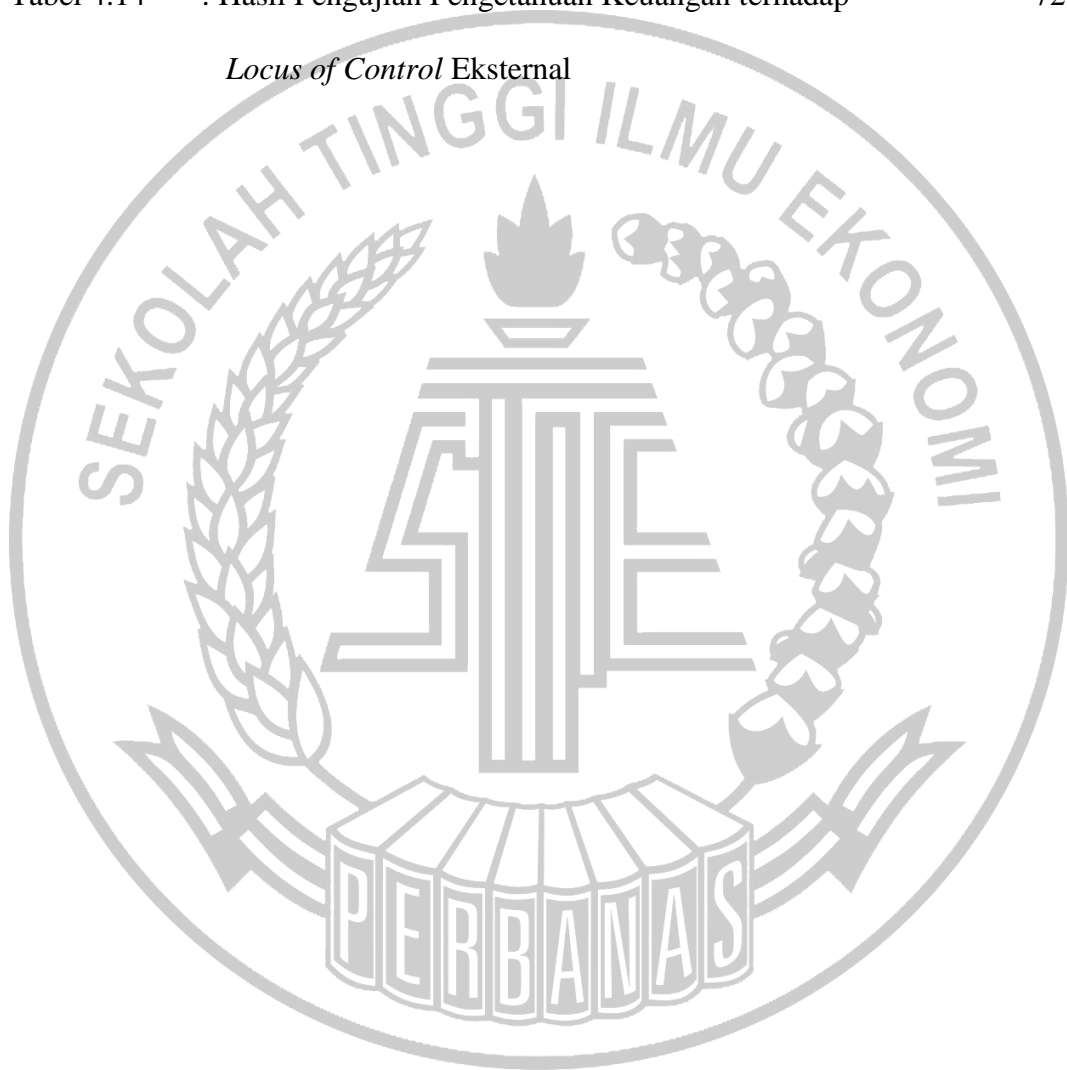 Tabel 4.14 : Hasil Pengujian Pengetahuan Keuangan terhadap 72
Locus of Control Eksternal
SEKOLAH TINGGI ILMU EKONOMI
STIE
PERBANAS